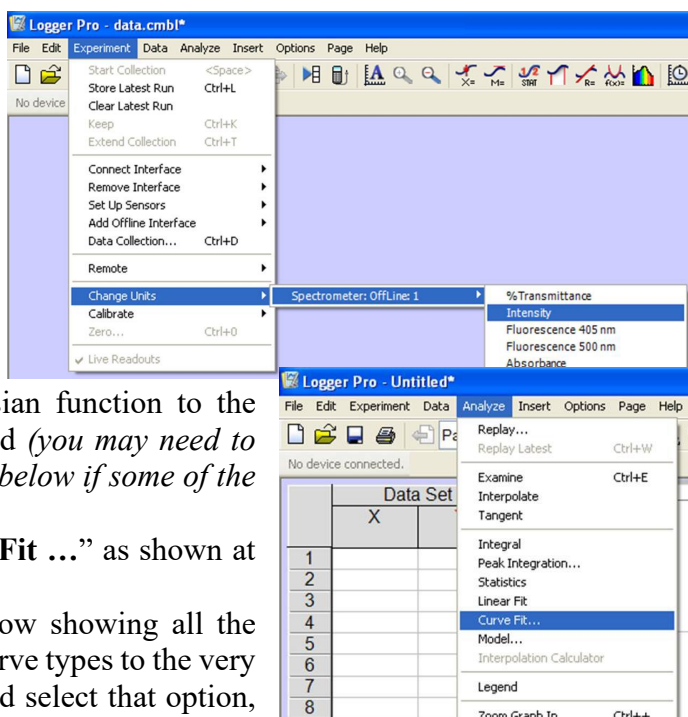 Logger Pro - data.cmbl*
File Edit Experiment Data Analyze Insert Options Page Help
No device
Start Collection <Space>
Store Latest Run Ctrl+L
Clear Latest Run
Keep Ctrl+K
Extend Collection Ctrl+T
Connect Interface
Remove Interface
Set Up Sensors
Add Offline Interface
Data Collection... Ctrl+D
Remote
Change Units
Calibrate
Zero... Ctrl+0
Live Readouts
Spectrometer: OffLine: 1
%Transmittance
Intensity
Fluorescence 405 nm
Fluorescence 500 nm
Absorbance
sian function to the
d (you may need to
below if some of the
Fit …” as shown at
ow showing all the
rve types to the very
d select that option,
Logger Pro - Untitled*
File Edit Experiment Data Analyze Insert Options Page Help
No device connected.
Data Set
X
1
2
3
4
5
6
7
8
Replay...
Replay Latest Ctrl+W
Examine Ctrl+E
Interpolate
Tangent
Integral
Peak Integration...
Statistics
Linear Fit
Curve Fit...
Model...
Interpolation Calculator
Legend
Zoom Graph In Ctrl++